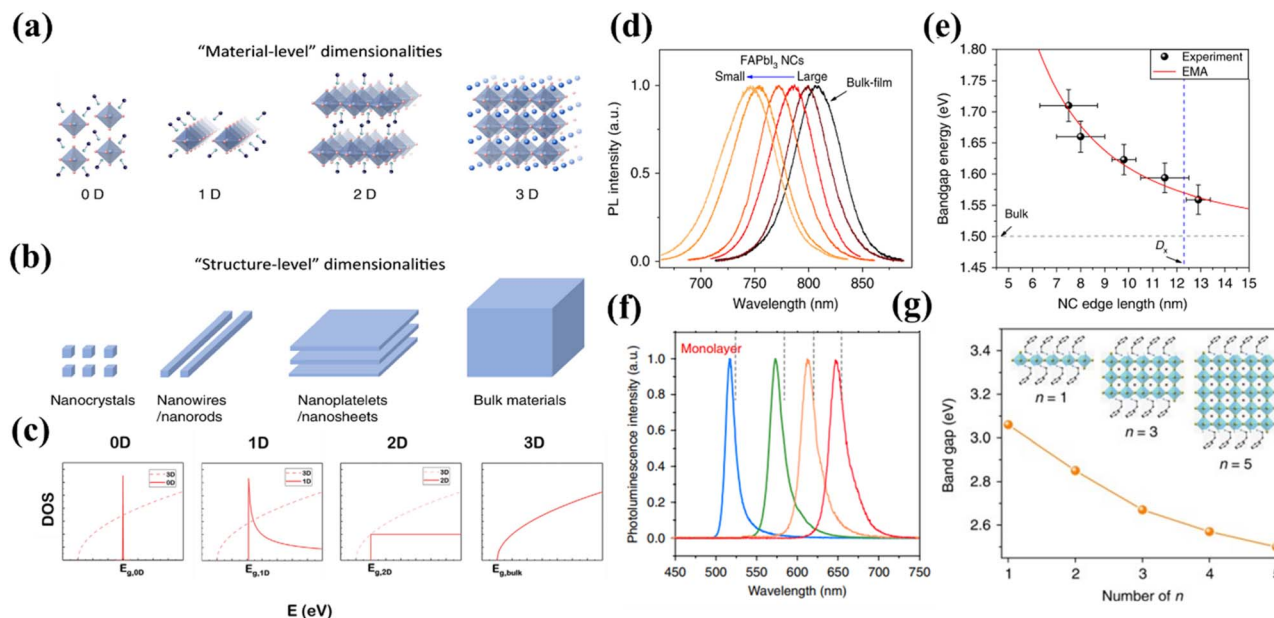 (a)
"Material-level" dimensionalities
0 D
1 D
2 D
3 D
(b)
"Structure-level" dimensionalities
Nanocrystals
Nanowires
/nanorods
Nanoplatelets
/nanosheets
Bulk materials
(c)
0D
1D
2D
3D
DOS
3D
0D
3D
1D
3D
2D
Eg,0D
Eg,1D
Eg,2D
Eg,bulk
E (eV)
(d)
FAPbI3 NCs
Small
Large
Bulk-film
PL intensity (a.u.)
1.0
0.5
0.0
700
750
800
850
Wavelength (nm)
(e)
Experiment
EMA
Bandgap energy (eV)
1.80
1.75
1.70
1.65
1.60
1.55
1.50
1.45
Bulk
Dx
5
6
7
8
9
10
11
12
13
14
15
NC edge length (nm)
(f)
Monolayer
Photoluminescence intensity (a.u.)
1.0
0.8
0.6
0.4
0.2
0.0
450
500
550
600
650
700
750
Wavelength (nm)
(g)
Band gap (eV)
3.4
3.2
3.0
2.8
2.6
n = 1
n = 3
n = 5
1
2
3
4
Number of n